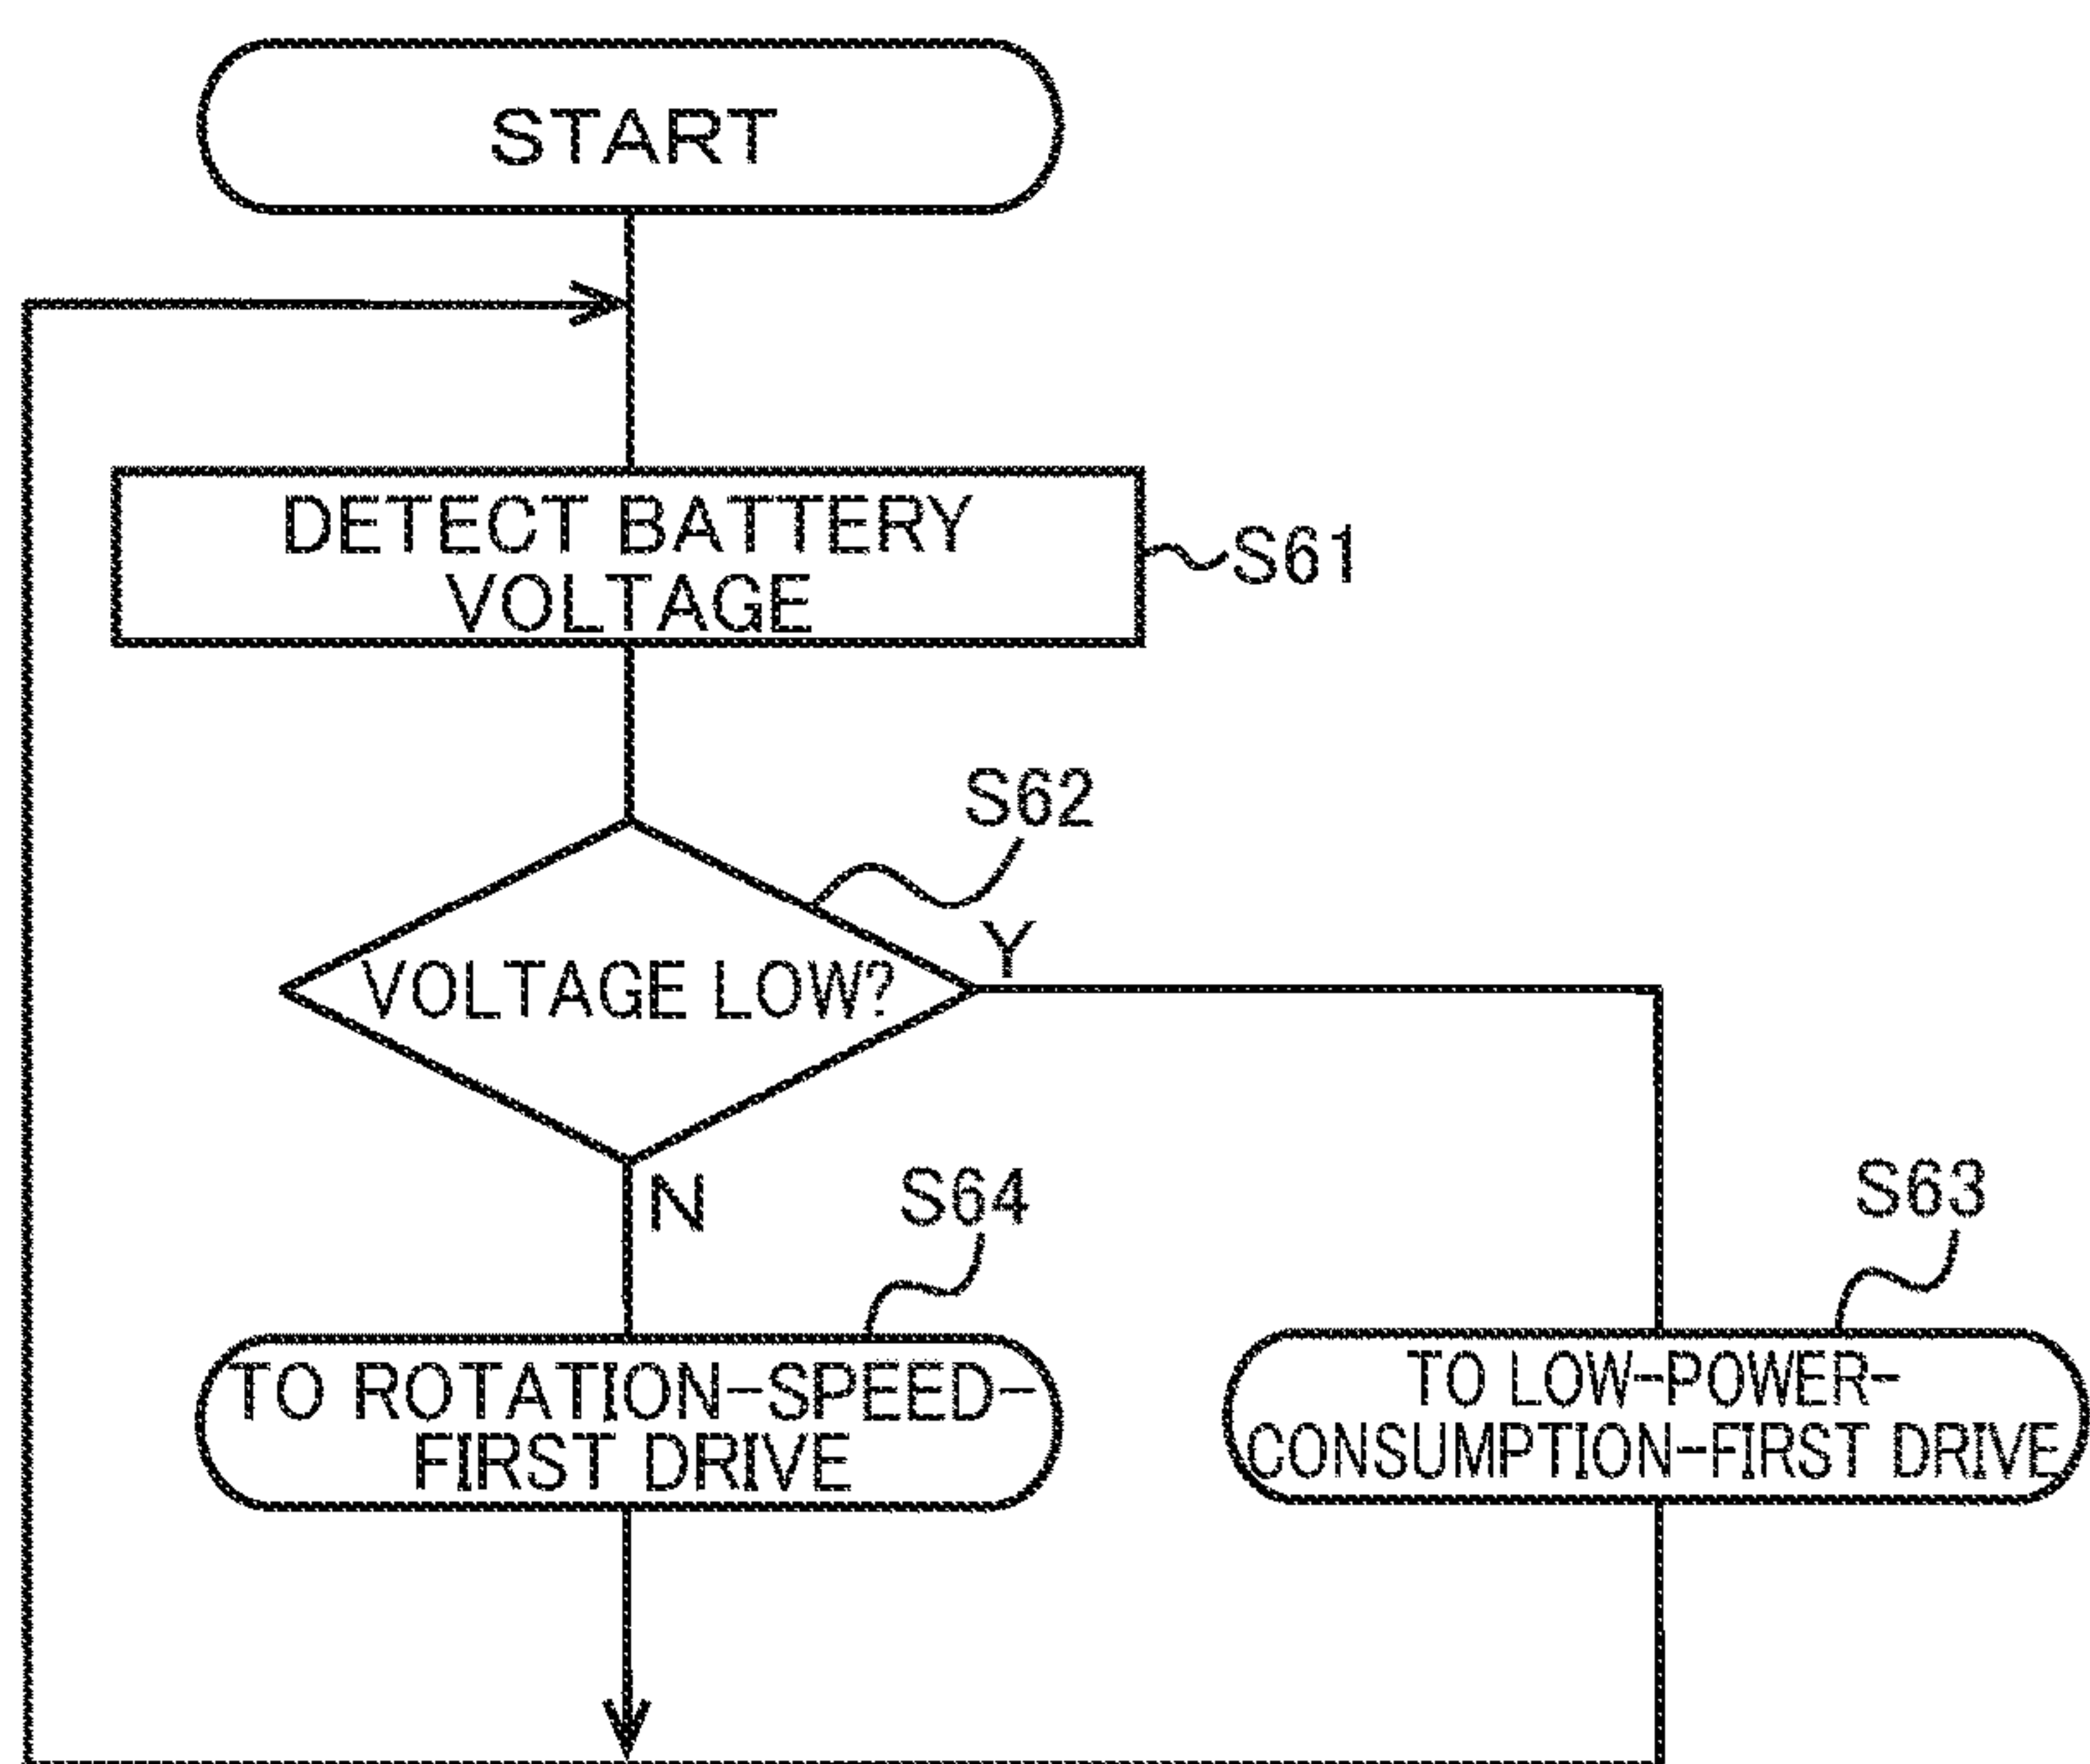 START
DETECT BATTERY
VOLTAGE
S61
S62
VOLTAGE LOW?
Y
N
S64
S63
TO ROTATION-SPEED-
FIRST DRIVE
TO LOW-POWER-
CONSUMPTION-FIRST DRIVE